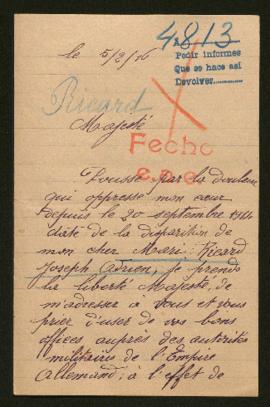 le 5/2/16
4813
Pedir informes
Que se hace así
Devolver
Ricard
Majesté
Fecho
Poussée par la douleur
qui oppresse mon cœur
depuis le 20 septembre 1914
date de la disparition de
mon cher Mari: Ricard
Joseph Adrien, je prends
la liberté Majesté, de
m'adresser à Vous et vous
prier d'user de vos bons
offices auprès des autorités
militaires de l'Empire
Allemand; à l'effet de